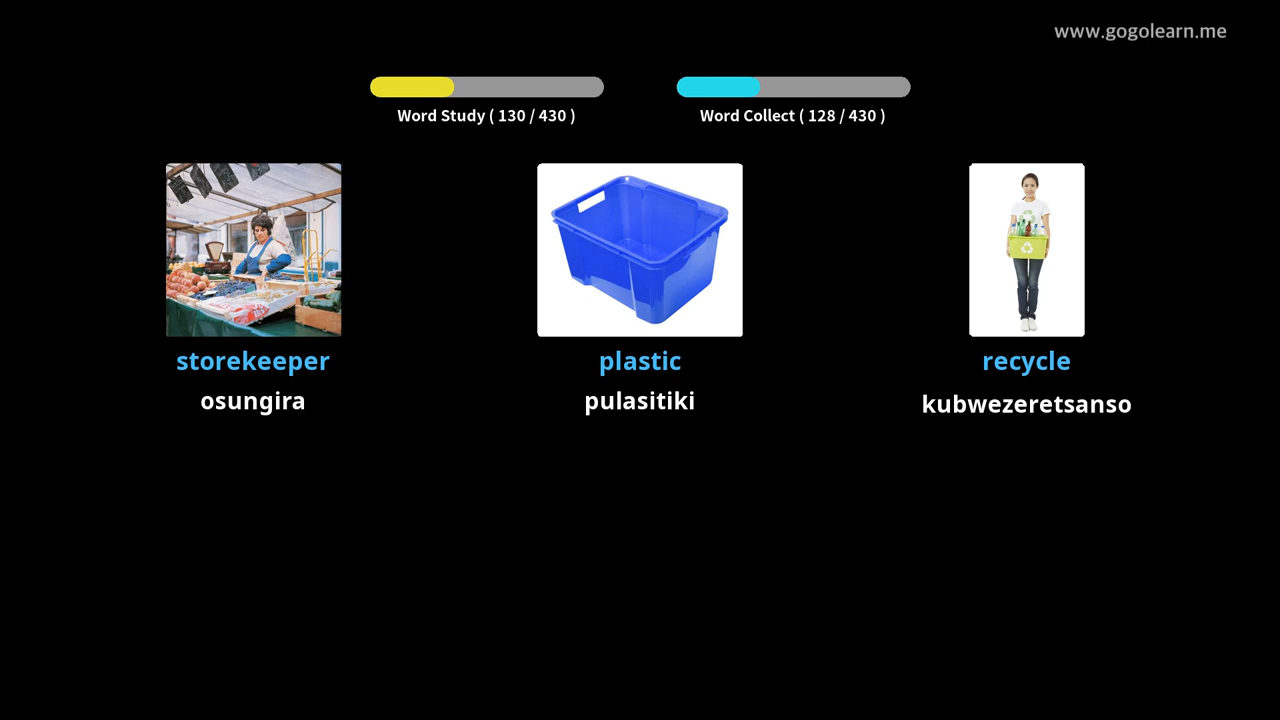 www.gogolearn.me
Word Study ( 130 / 430 )
Word Collect ( 128 / 430 )
storekeeper
osungira
plastic
pulasitiki
recycle
kubwezeretsanso